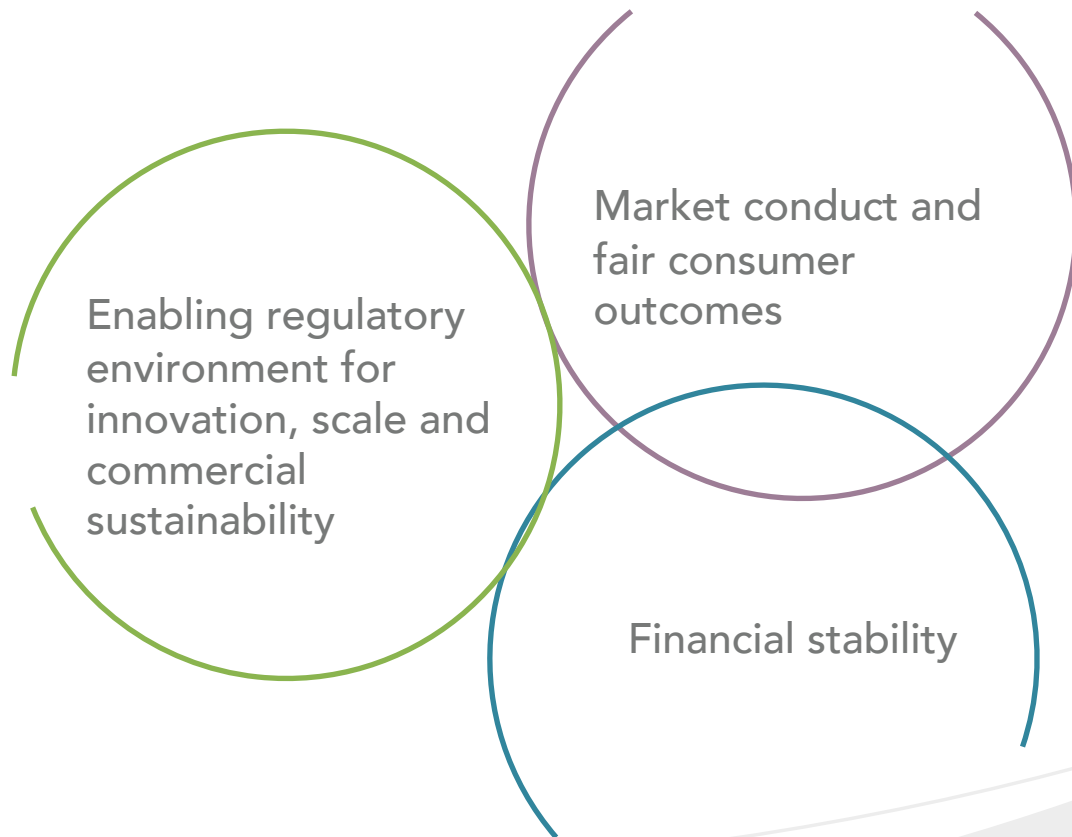 Market conduct and
fair consumer
outcomes
Enabling regulatory
environment for
innovation, scale and
commercial
sustainability
Financial stability